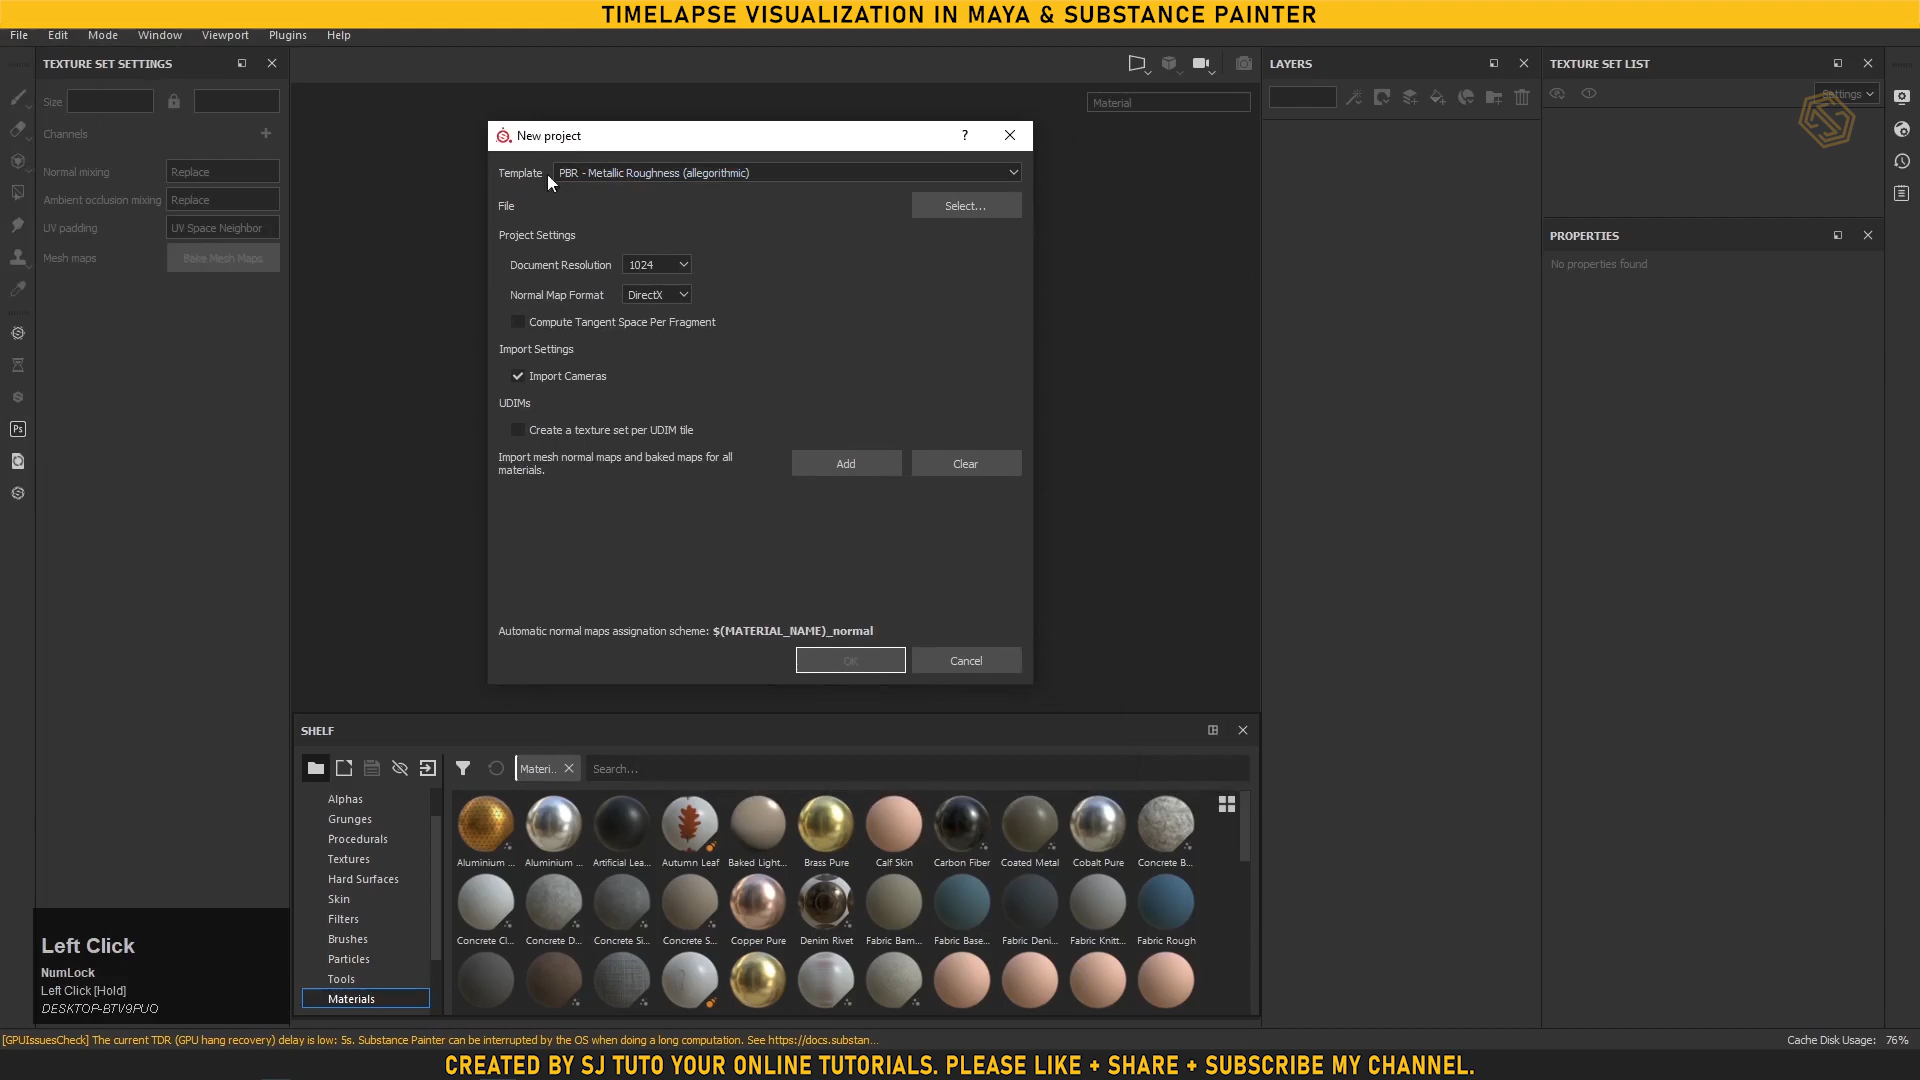 TIMELAPSE VISUALIZATION IN MAYA & SUBSTANCE PAINTER
File Edit Mode Window Viewport Plugins Help
TEXTURE SET SETTINGS
Size
Channels
Normal mixing Replace
Ambient occlusion mixing Replace
UV padding UV Space Neighbor
Mesh maps Bake Mesh Maps
Material
New project ?
Template PBR - Metallic Roughness (allegorithmic)
File Select...
Project Settings
Document Resolution 1024
Normal Map Format DirectX
Compute Tangent Space Per Fragment
Import Settings
Import Cameras
UDIMs
Create a texture set per UDIM tile
Import mesh normal maps and baked maps for all
materials.
Add Clear
Automatic normal maps assignation scheme: $(MATERIAL_NAME)_normal
OK Cancel
LAYERS
TEXTURE SET LIST
Settings
PROPERTIES
No properties found
Ps
SHELF
Materi.. Search...
Alphas
Grunges
Procedurals
Textures
Hard Surfaces
Skin
Filters
Brushes
Particles
Tools
Materials
Aluminium ... Aluminium ... Artificial Lea... Autumn Leaf Baked Light... Brass Pure Calf Skin Carbon Fiber Coated Metal Cobalt Pure Concrete B...
Concrete Cl... Concrete D... Concrete Si... Concrete S... Copper Pure Denim Rivet Fabric Bam... Fabric Base... Fabric Deni... Fabric Knitt... Fabric Rough
Left Click
NumLock
Left Click [Hold]
DESKTOP-BTV9PUO
[GPUIssuesCheck] The current TDR (GPU hang recovery) delay is low: 5s. Substance Painter can be interrupted by the OS when doing a long computation. See https://docs.substan...
Cache Disk Usage: 76%
CREATED BY SJ TUTO YOUR ONLINE TUTORIALS. PLEASE LIKE + SHARE + SUBSCRIBE MY CHANNEL.